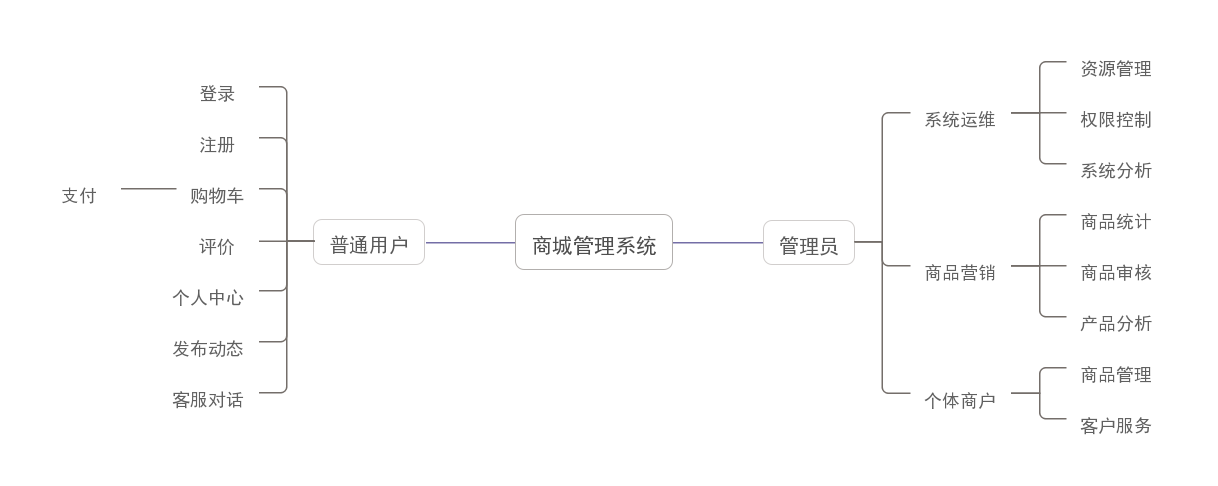 商城管理系统
普通用户
登录
注册
购物车
支付
评价
个人中心
发布动态
客服对话
管理员
系统运维
资源管理
权限控制
系统分析
商品营销
商品统计
商品审核
产品分析
个体商户
商品管理
客户服务